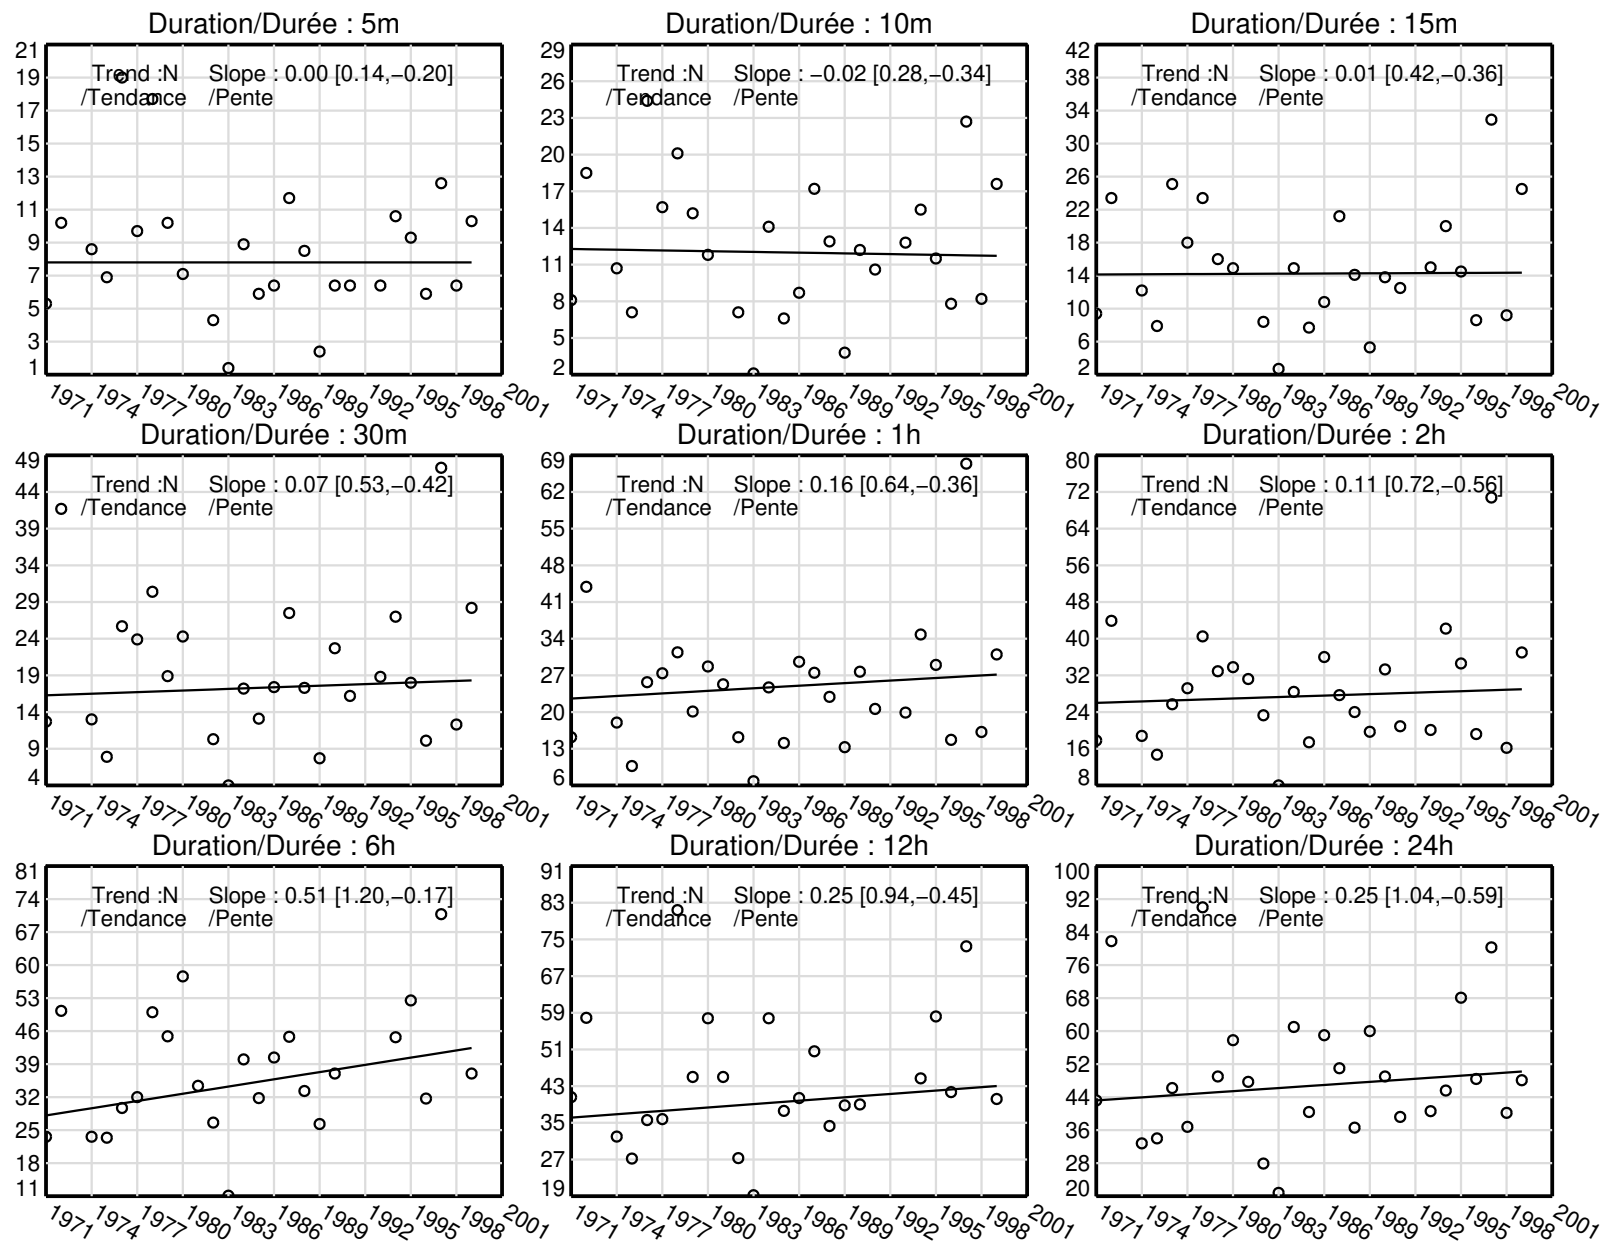 Duration/Durée : 5m
Trend :N Slope : 0.00 [0.14,−0.20]
/Tendance /Pente
21
19
17
15
13
11
9
7
5
3
1
1971 1974 1977 1980 1983 1986 1989 1992 1995 1998 2001
Duration/Durée : 10m
Trend :N Slope : −0.02 [0.28,−0.34]
/Tendance /Pente
29
26
23
20
17
14
11
8
5
2
1971 1974 1977 1980 1983 1986 1989 1992 1995 1998 2001
Duration/Durée : 15m
Trend :N Slope : 0.01 [0.42,−0.36]
/Tendance /Pente
42
38
34
30
26
22
18
14
10
6
2
1971 1974 1977 1980 1983 1986 1989 1992 1995 1998 2001
Duration/Durée : 30m
Trend :N Slope : 0.07 [0.53,−0.42]
/Tendance /Pente
49
44
39
34
29
24
19
14
9
4
1971 1974 1977 1980 1983 1986 1989 1992 1995 1998 2001
Duration/Durée : 1h
Trend :N Slope : 0.16 [0.64,−0.36]
/Tendance /Pente
69
62
55
48
41
34
27
20
13
6
1971 1974 1977 1980 1983 1986 1989 1992 1995 1998 2001
Duration/Durée : 2h
Trend :N Slope : 0.11 [0.72,−0.56]
/Tendance /Pente
80
72
64
56
48
40
32
24
16
8
1971 1974 1977 1980 1983 1986 1989 1992 1995 1998 2001
Duration/Durée : 6h
Trend :N Slope : 0.51 [1.20,−0.17]
/Tendance /Pente
81
74
67
60
53
46
39
32
25
18
11
1971 1974 1977 1980 1983 1986 1989 1992 1995 1998 2001
Duration/Durée : 12h
Trend :N Slope : 0.25 [0.94,−0.45]
/Tendance /Pente
91
83
75
67
59
51
43
35
27
19
1971 1974 1977 1980 1983 1986 1989 1992 1995 1998 2001
Duration/Durée : 24h
Trend :N Slope : 0.25 [1.04,−0.59]
/Tendance /Pente
100
92
84
76
68
60
52
44
36
28
20
1971 1974 1977 1980 1983 1986 1989 1992 1995 1998 2001